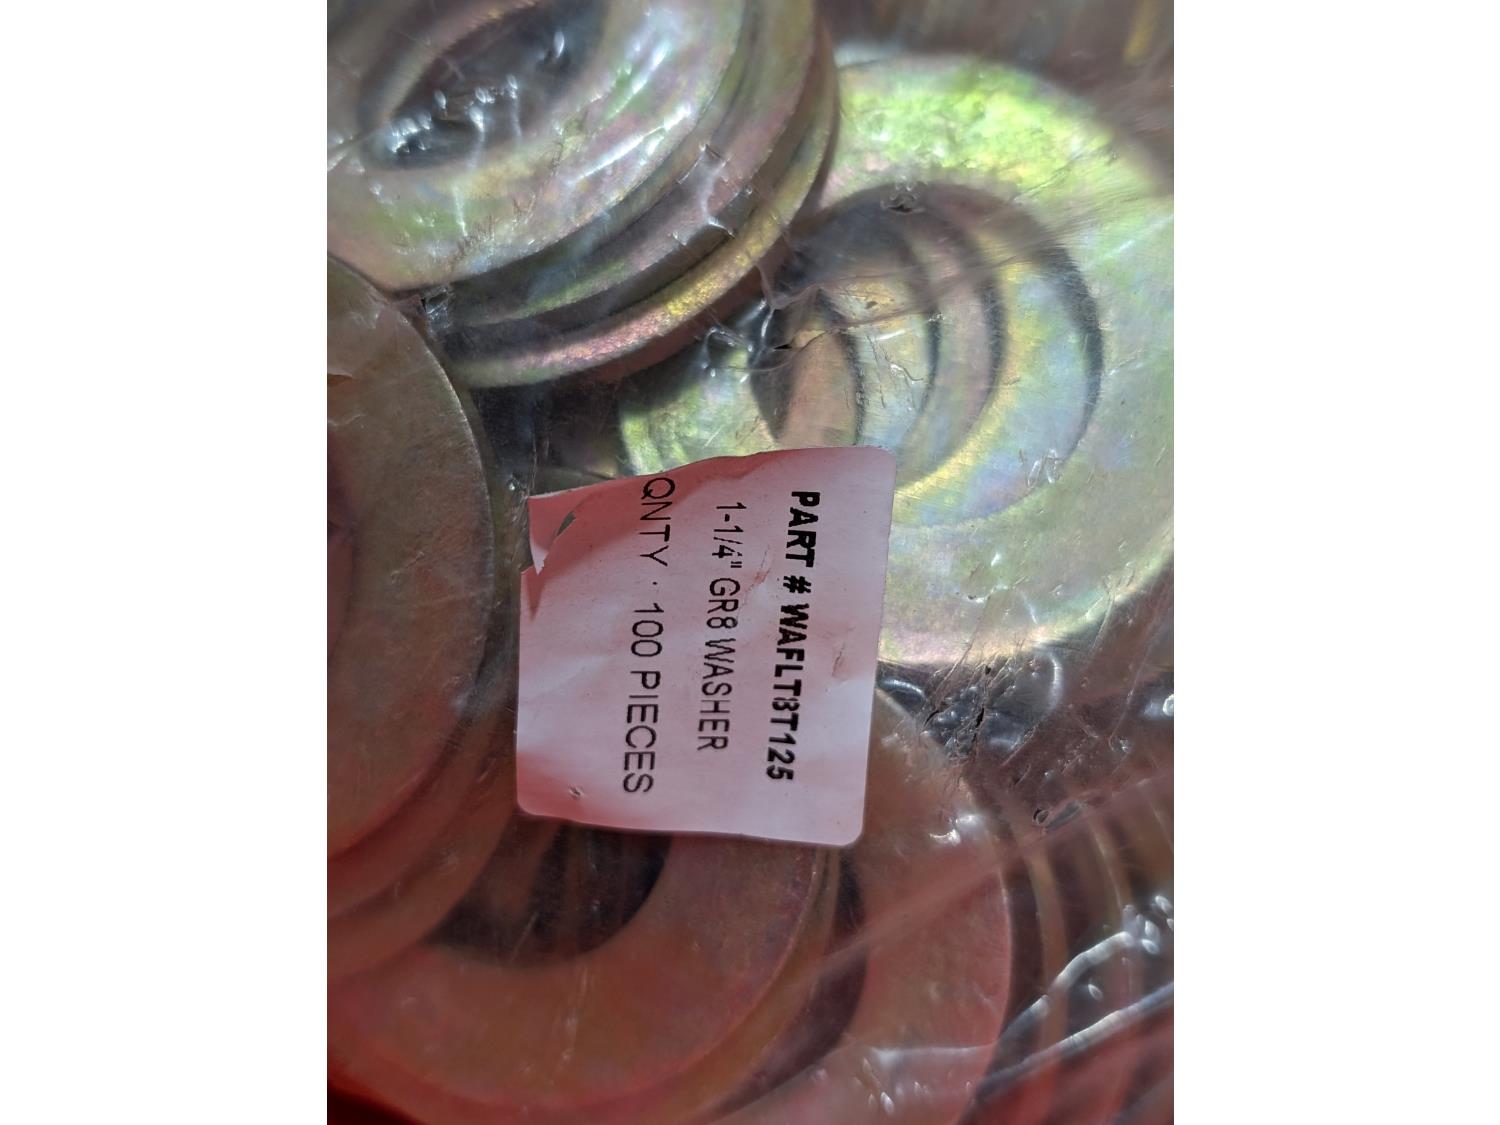 PART # WAFLT8T125
1-1/4" GR8 WASHER
QNTY · 100 PIECES